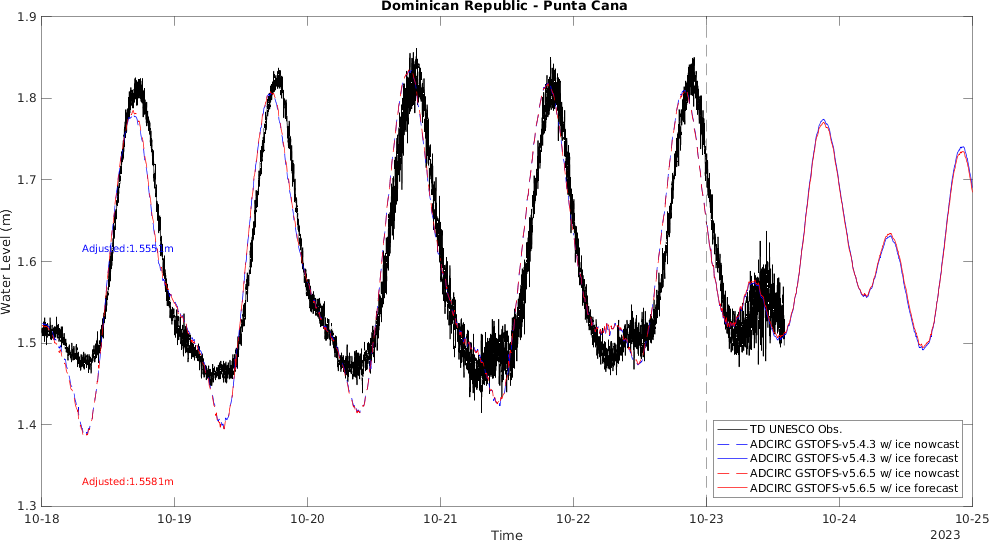 Dominican Republic - Punta Cana
1.9
1.8
1.7
1.6
1.5
1.4
1.3
Water Level (m)
Adjusted:1.5551m
Adjusted:1.5581m
TD UNESCO Obs.
ADCIRC GSTOFS-v5.4.3 w/ ice nowcast
ADCIRC GSTOFS-v5.4.3 w/ ice forecast
ADCIRC GSTOFS-v5.6.5 w/ ice nowcast
ADCIRC GSTOFS-v5.6.5 w/ ice forecast
10-18 10-19 10-20 10-21 10-22 10-23 10-24 10-25
Time
2023